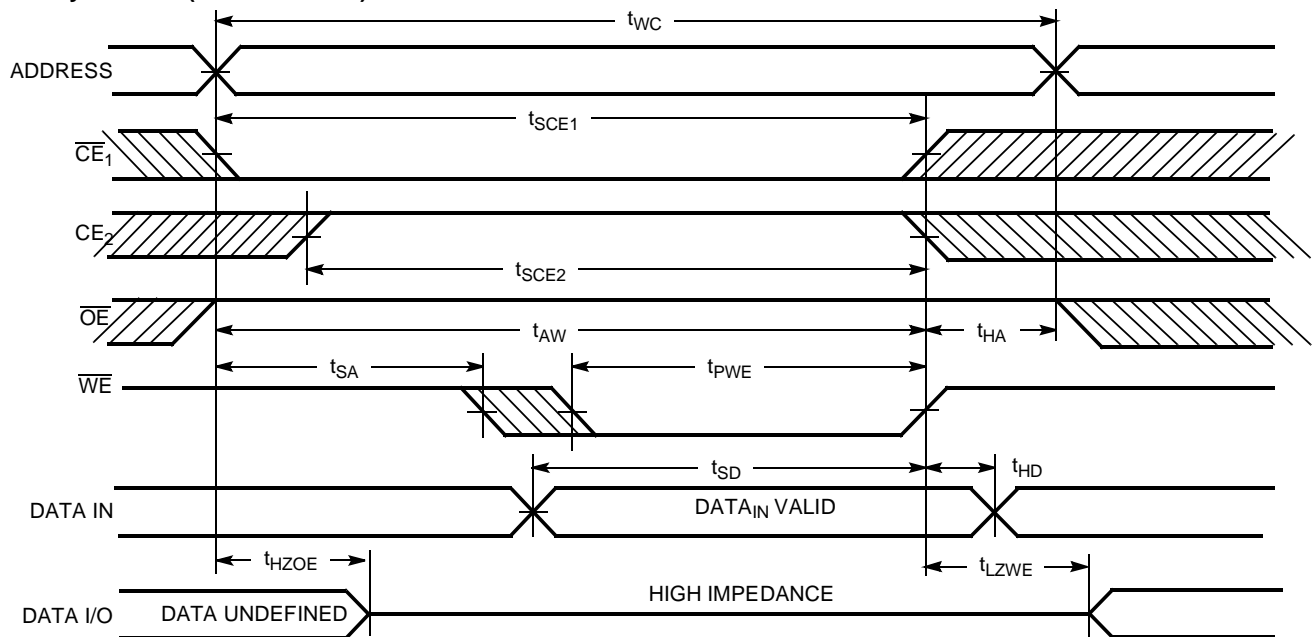 tWC
ADDRESS
tSCE1
CE1
CE2
tSCE2
OE
tAW
tHA
tSA
tPWE
WE
tSD
tHD
DATA IN
DATAIN VALID
tHZOE
tLZWE
HIGH IMPEDANCE
DATA I/O
DATA UNDEFINED